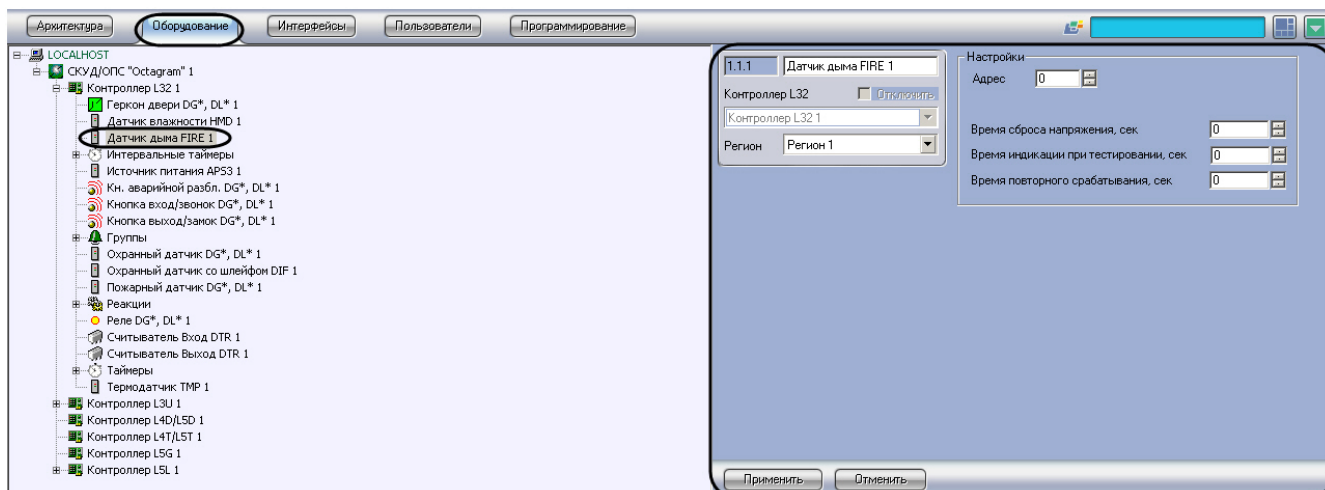 Архитектура Оборудование Интерфейсы Пользователи Программирование
LOCALHOST
СКУД/ОПС "Octagram" 1
Контроллер L32 1
Геркон двери DG*, DL* 1
Датчик влажности HMD 1
Датчик дыма FIRE 1
Интервальные таймеры
Источник питания APS3 1
Кн. аварийной разбл. DG*, DL* 1
Кнопка вход/звонок DG*, DL* 1
Кнопка выход/замок DG*, DL* 1
Группы
Охранный датчик DG*, DL* 1
Охранный датчик со шлейфом DIF 1
Пожарный датчик DG*, DL* 1
Реакции
Реле DG*, DL* 1
Считыватель Вход DTR 1
Считыватель Выход DTR 1
Таймеры
Термодатчик TMP 1
Контроллер L3U 1
Контроллер L4D/L5D 1
Контроллер L4T/L5T 1
Контроллер L5G 1
Контроллер L5L 1
1.1.1 Датчик дыма FIRE 1
Контроллер L32 Отключить
Контроллер L32 1
Регион Регион 1
Настройки
Адрес 0
Время сброса напряжения, сек 0
Время индикации при тестировании, сек 0
Время повторного срабатывания, сек 0
Применить Отменить